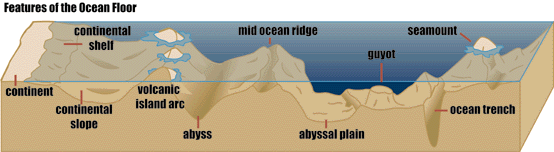 Features of the Ocean Floor
continental
shelf
mid ocean ridge
seamount
guyot
continent
continental
slope
volcanic
island arc
abyss
abyssal plain
ocean trench